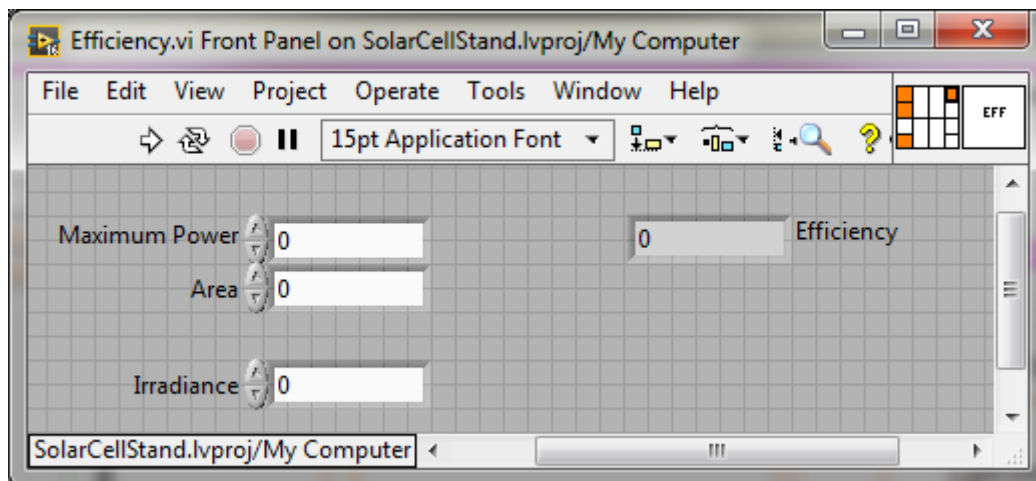 Efficiency.vi Front Panel on SolarCellStand.lvproj/My Computer
File Edit View Project Operate Tools Window Help
15pt Application Font
EFF
Maximum Power 0
0 Efficiency
Area 0
Irradiance 0
SolarCellStand.lvproj/My Computer